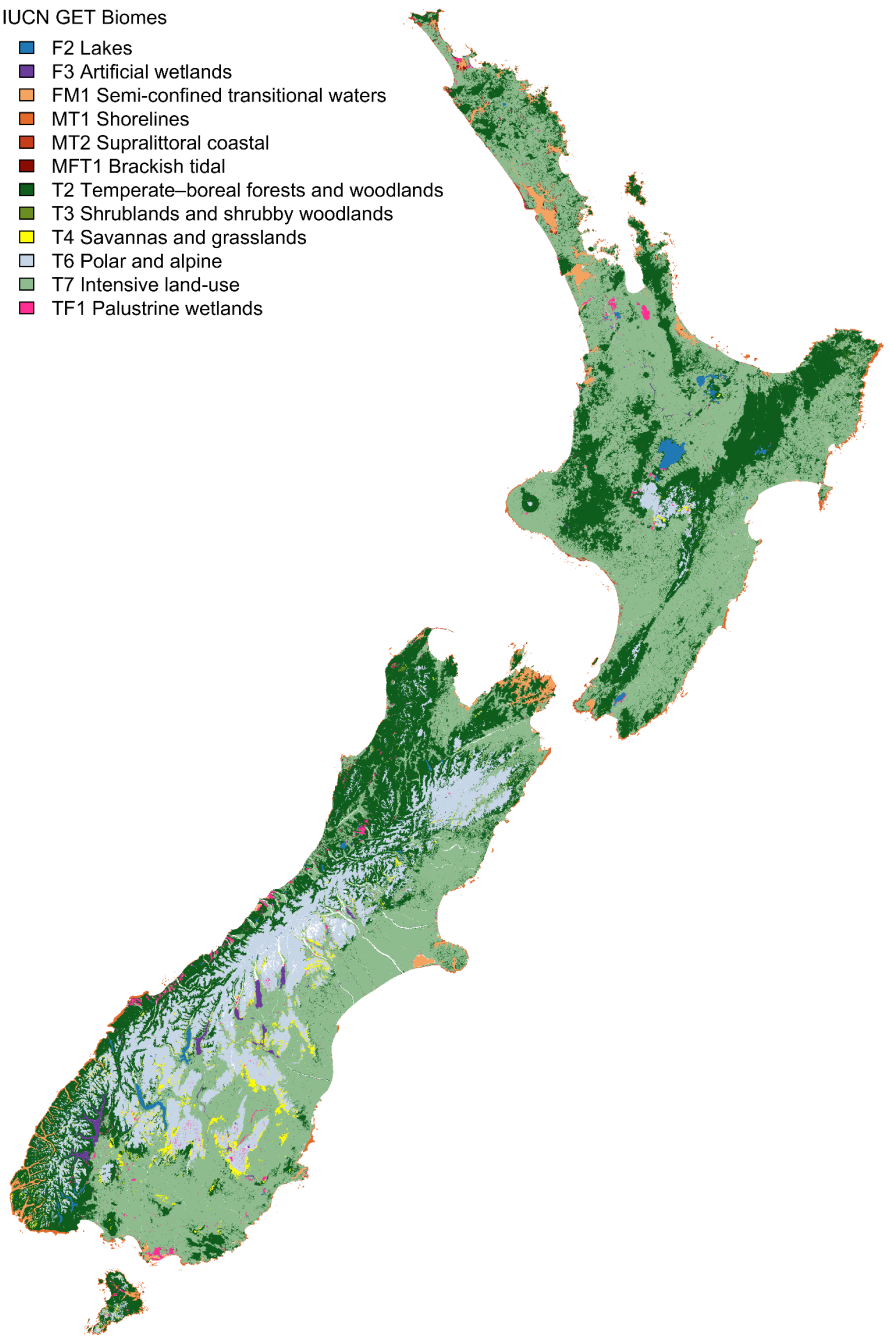 IUCN GET Biomes
F2 Lakes
F3 Artificial wetlands
FM1 Semi-confined transitional waters
MT1 Shorelines
MT2 Supralittoral coastal
MFT1 Brackish tidal
T2 Temperate–boreal forests and woodlands
T3 Shrublands and shrubby woodlands
T4 Savannas and grasslands
T6 Polar and alpine
T7 Intensive land-use
TF1 Palustrine wetlands